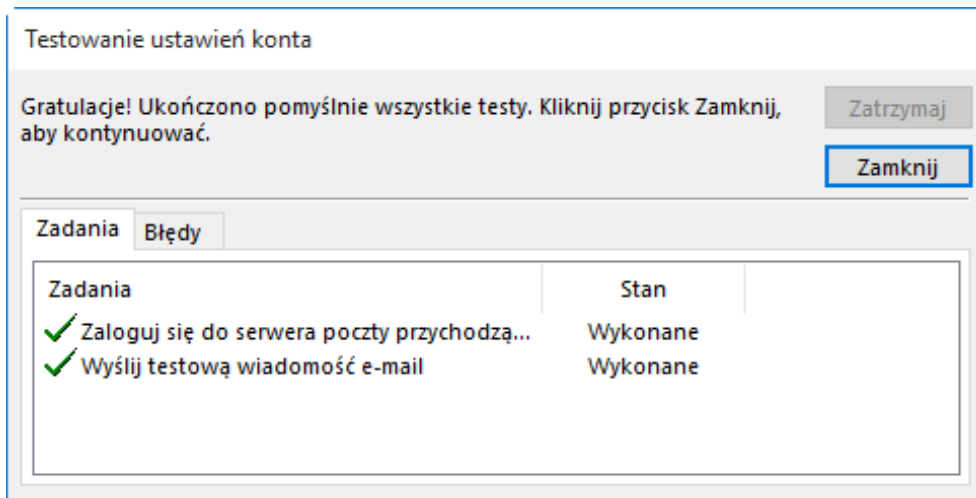 Testowanie ustawień konta
Gratulacje! Ukończono pomyślnie wszystkie testy. Kliknij przycisk Zamknij,
aby kontynuować.
Zatrzymaj
Zamknij
Zadania Błędy
Zadania Stan
Zaloguj się do serwera poczty przychodzą... Wykonane
Wyślij testową wiadomość e-mail Wykonane